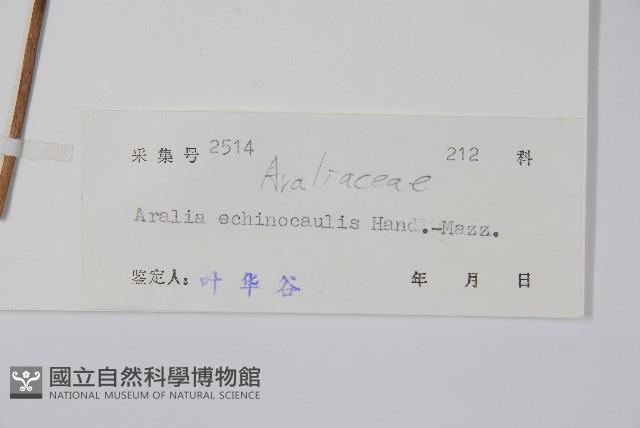 采集号 2514 212 科
Araliaceae
Aralia echinocaulis Hand.-Mazz.
鉴定人: 叶华谷 年 月 日
國立自然科學博物館
NATIONAL MUSEUM OF NATURAL SCIENCE